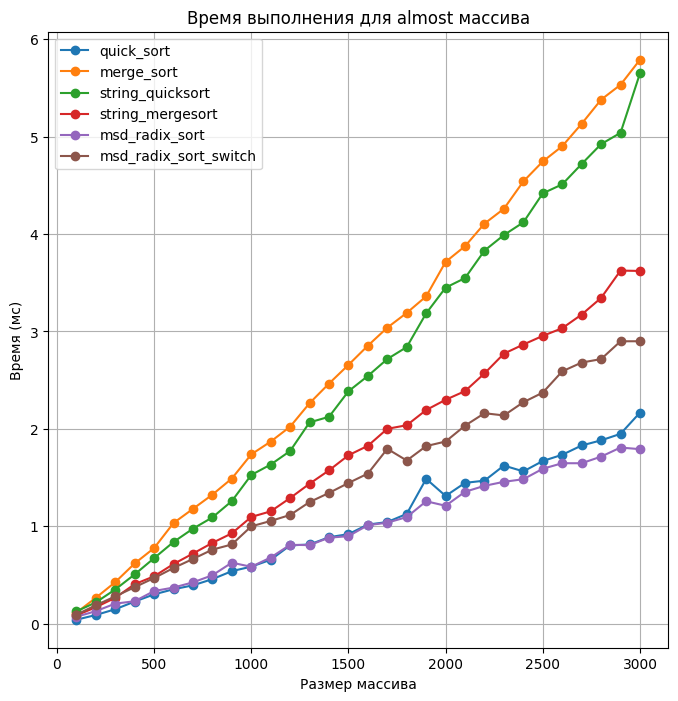 Время выполнения для almost массива
quick_sort
merge_sort
string_quicksort
string_mergesort
msd_radix_sort
msd_radix_sort_switch
Время (мс)
6
5
4
3
2
1
0
0 500 1000 1500 2000 2500 3000
Размер массива